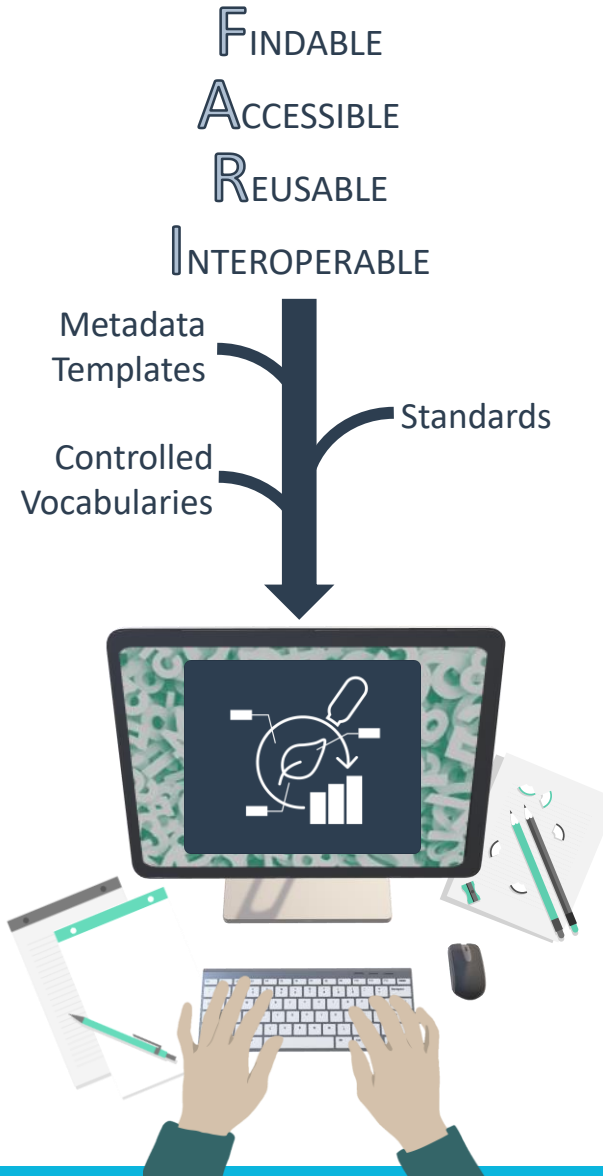 FINDABLE
ACCESSIBLE
REUSABLE
INTEROPERABLE
Metadata
Templates
Standards
Controlled
Vocabularies